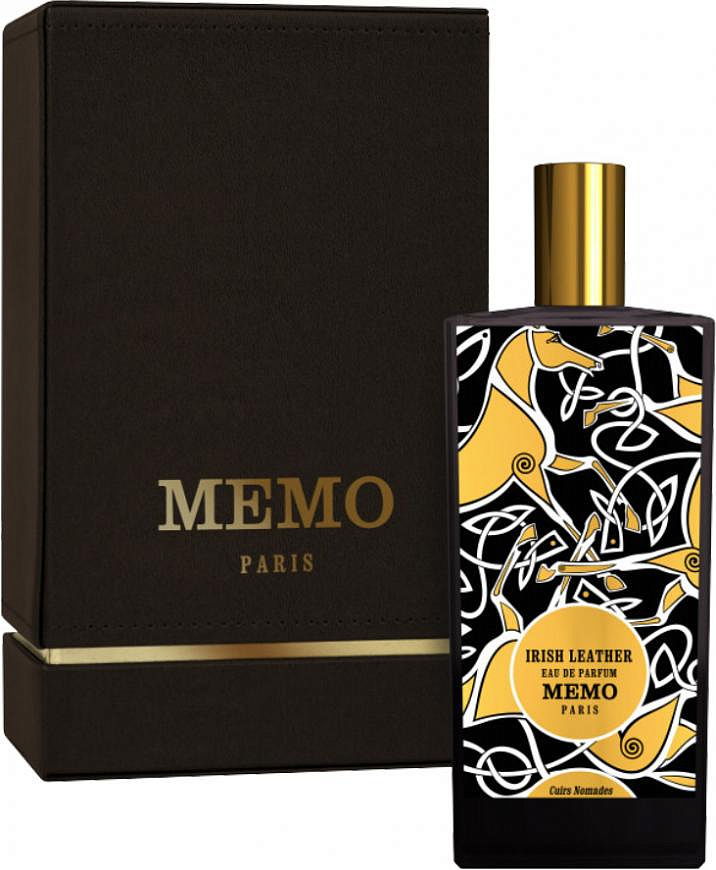 MEMO
PARIS
IRISH LEATHER
EAU DE PARFUM
MEMO
PARIS
Cuirs Nomades